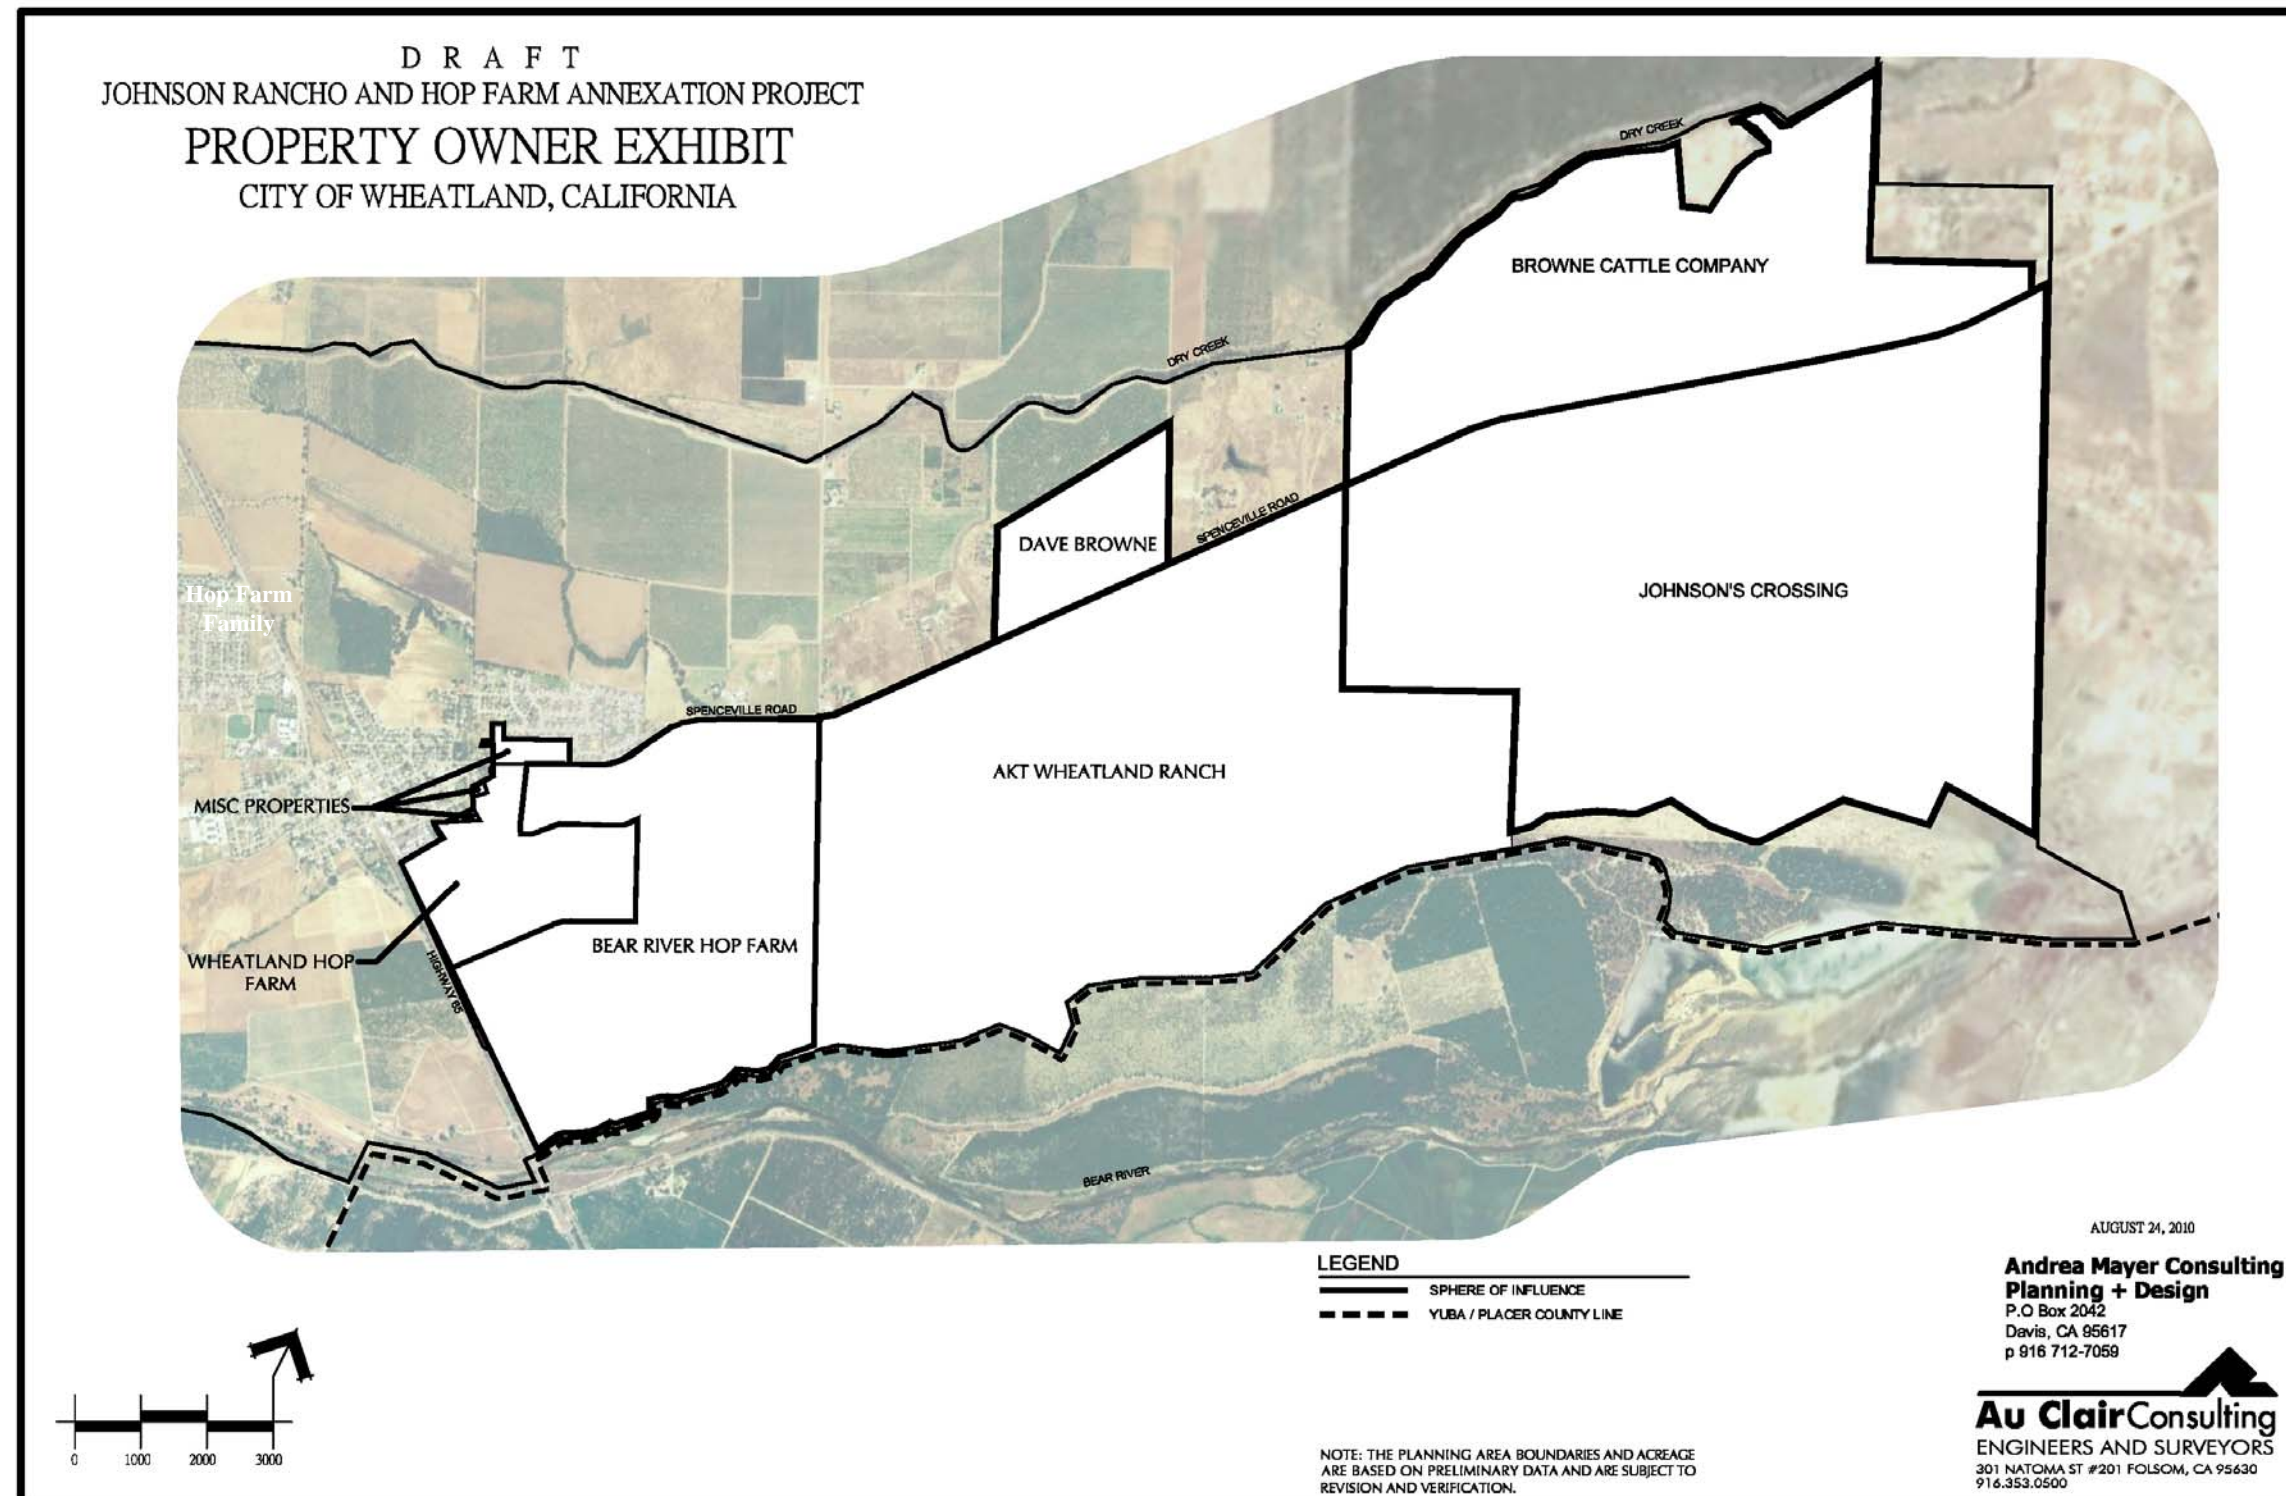 D R A F T
JOHNSON RANCHO AND HOP FARM ANNEXATION PROJECT
PROPERTY OWNER EXHIBIT
CITY OF WHEATLAND, CALIFORNIA
DRY CREEK
BROWNE CATTLE COMPANY
DRY CREEK
SPENCEVILLE ROAD
DAVE BROWNE
JOHNSON'S CROSSING
Hop Farm
Family
SPENCEVILLE ROAD
AKT WHEATLAND RANCH
MISC PROPERTIES
BEAR RIVER HOP FARM
WHEATLAND HOP
FARM
HIGHWAY 65
BEAR RIVER
LEGEND
SPHERE OF INFLUENCE
YUBA / PLACER COUNTY LINE
0 1000 2000 3000
NOTE: THE PLANNING AREA BOUNDARIES AND ACREAGE
ARE BASED ON PRELIMINARY DATA AND ARE SUBJECT TO
REVISION AND VERIFICATION.
AUGUST 24, 2010
Andrea Mayer Consulting
Planning + Design
P.O Box 2042
Davis, CA 95617
p 916 712-7059
Au Clair Consulting
ENGINEERS AND SURVEYORS
301 NATOMA ST #201 FOLSOM, CA 95630
916.353.0500